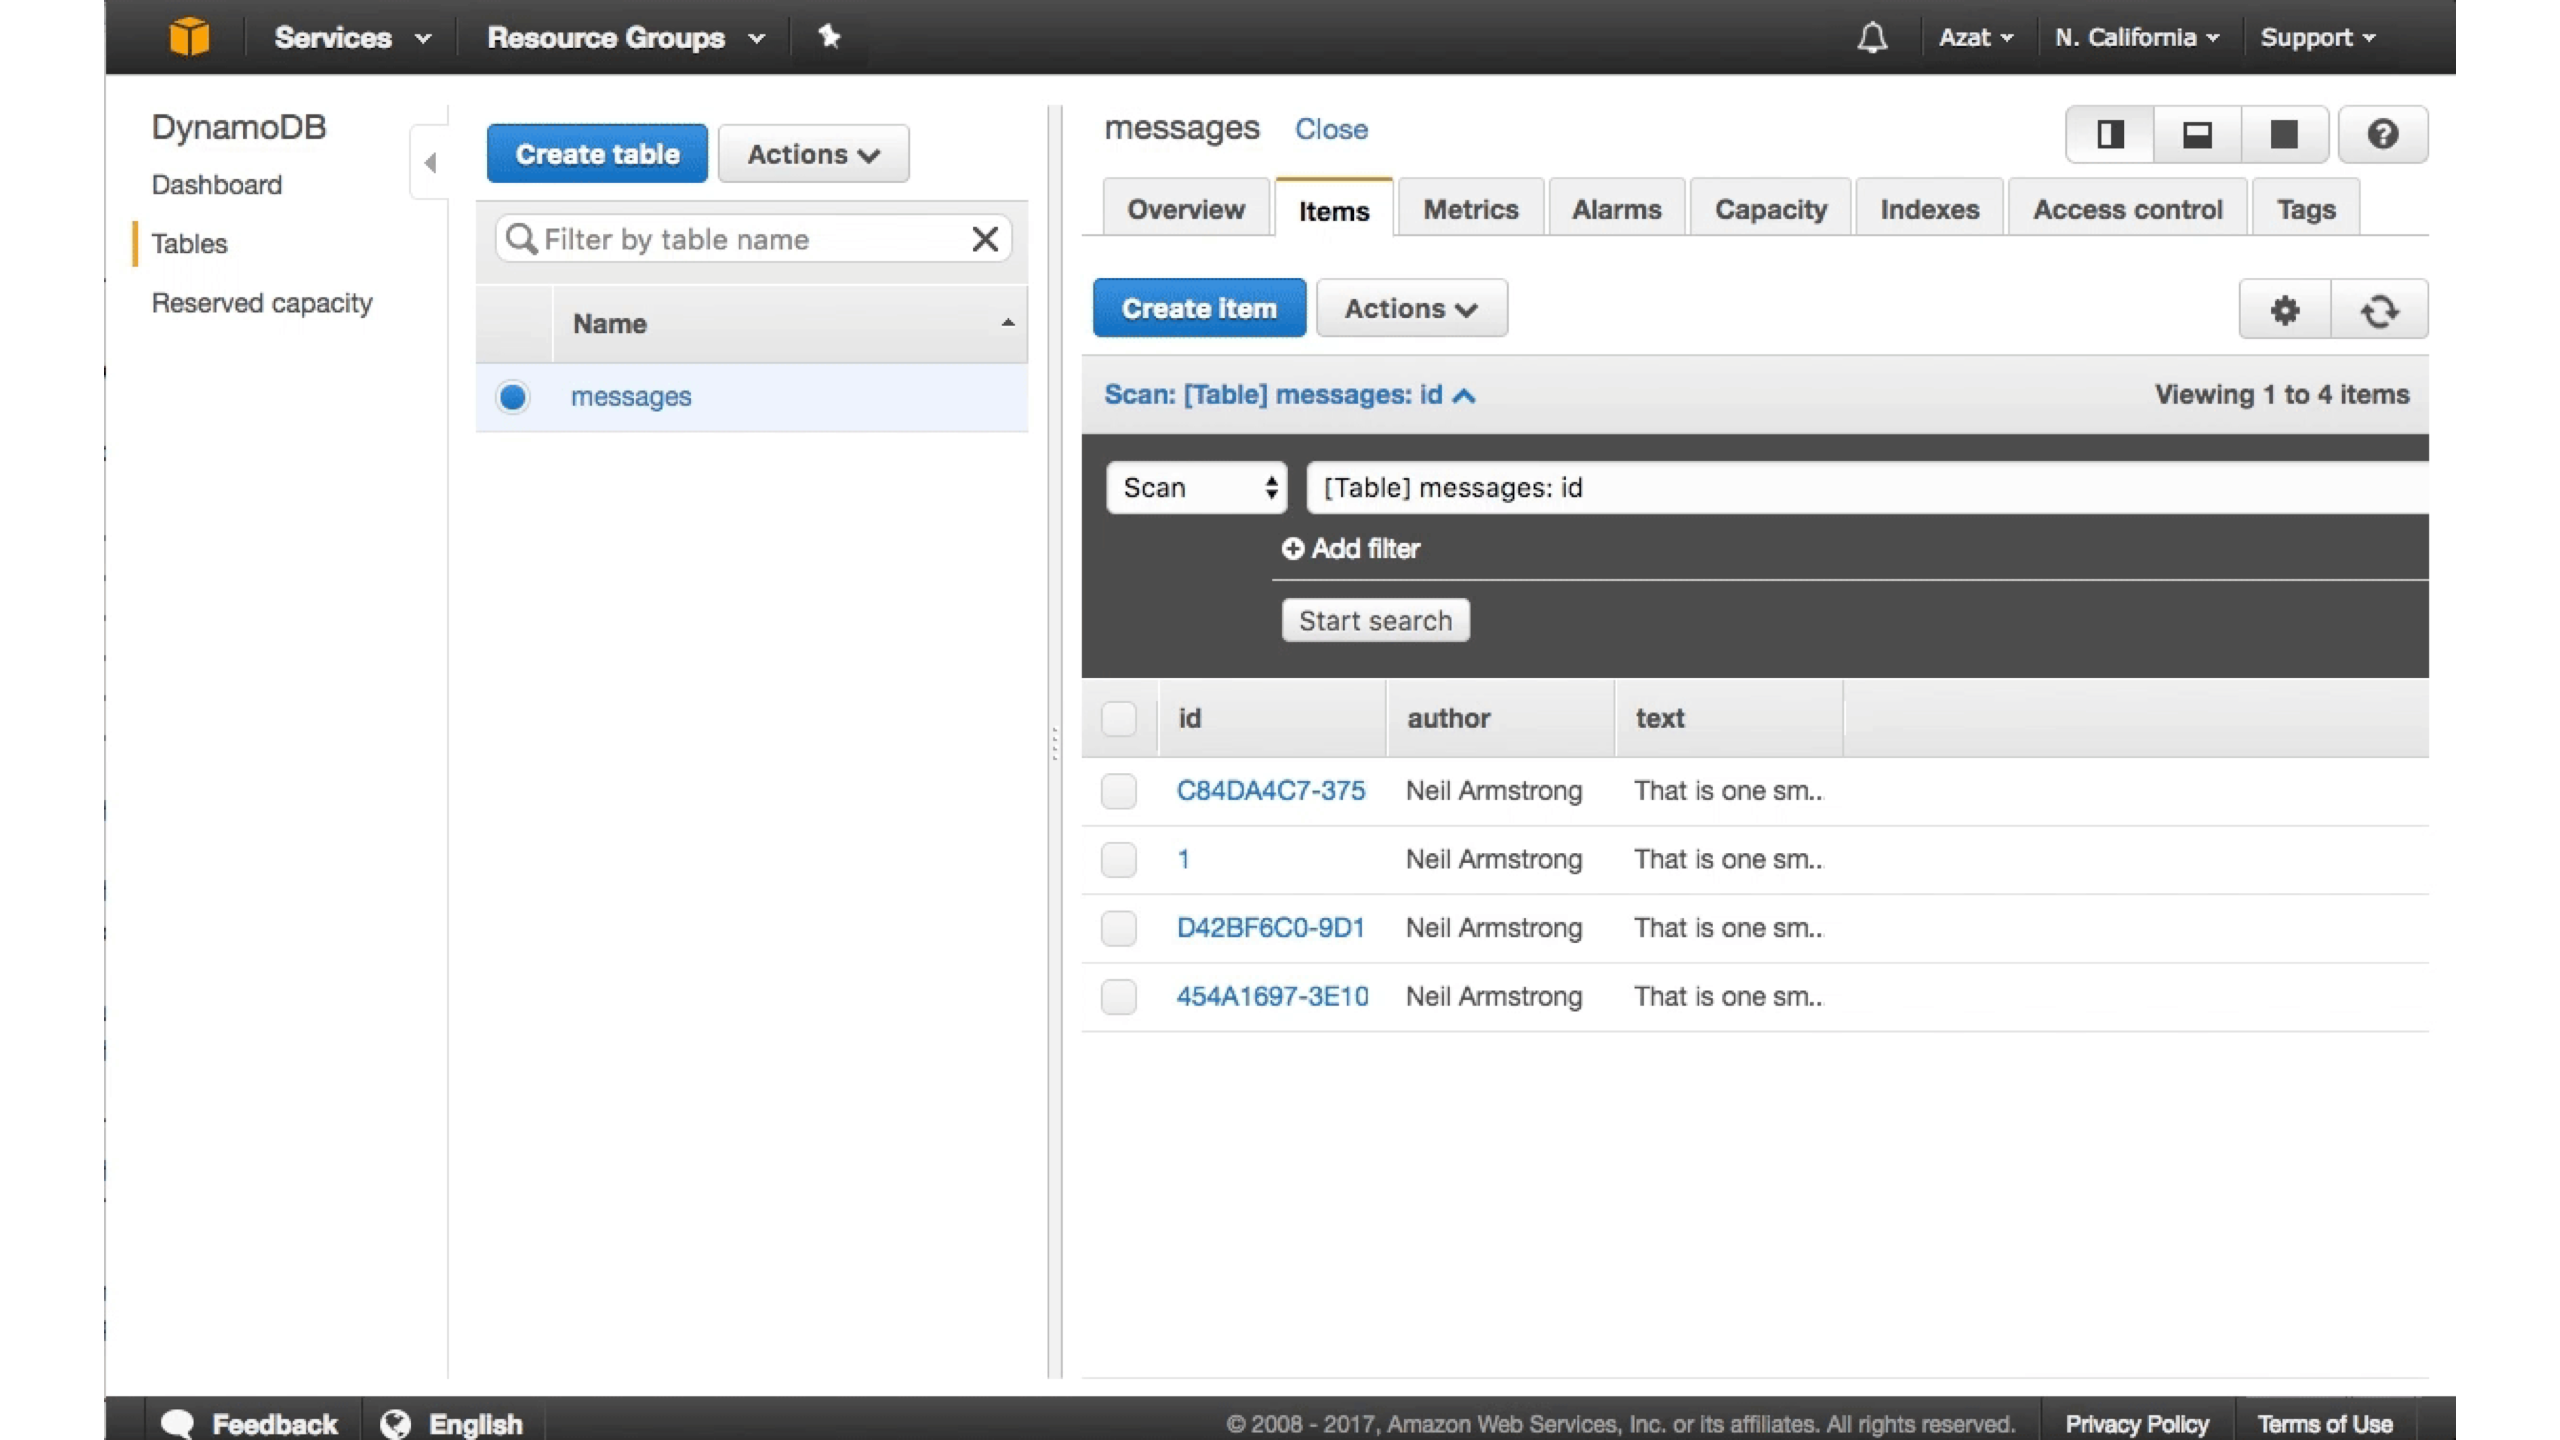 Services
Resource Groups
Azat
N. California
Support
DynamoDB
Dashboard
Tables
Reserved capacity
Create table
Actions
Filter by table name
Name
messages
messages
Close
Overview
Items
Metrics
Alarms
Capacity
Indexes
Access control
Tags
Create item
Actions
Scan: [Table] messages: id
Viewing 1 to 4 items
Scan
[Table] messages: id
Add filter
Start search
id author text
C84DA4C7-375 Neil Armstrong That is one sm...
1 Neil Armstrong That is one sm...
D42BF6C0-9D1 Neil Armstrong That is one sm...
454A1697-3E10 Neil Armstrong That is one sm...
Feedback
English
© 2008 - 2017, Amazon Web Services, Inc. or its affiliates. All rights reserved.
Privacy Policy
Terms of Use